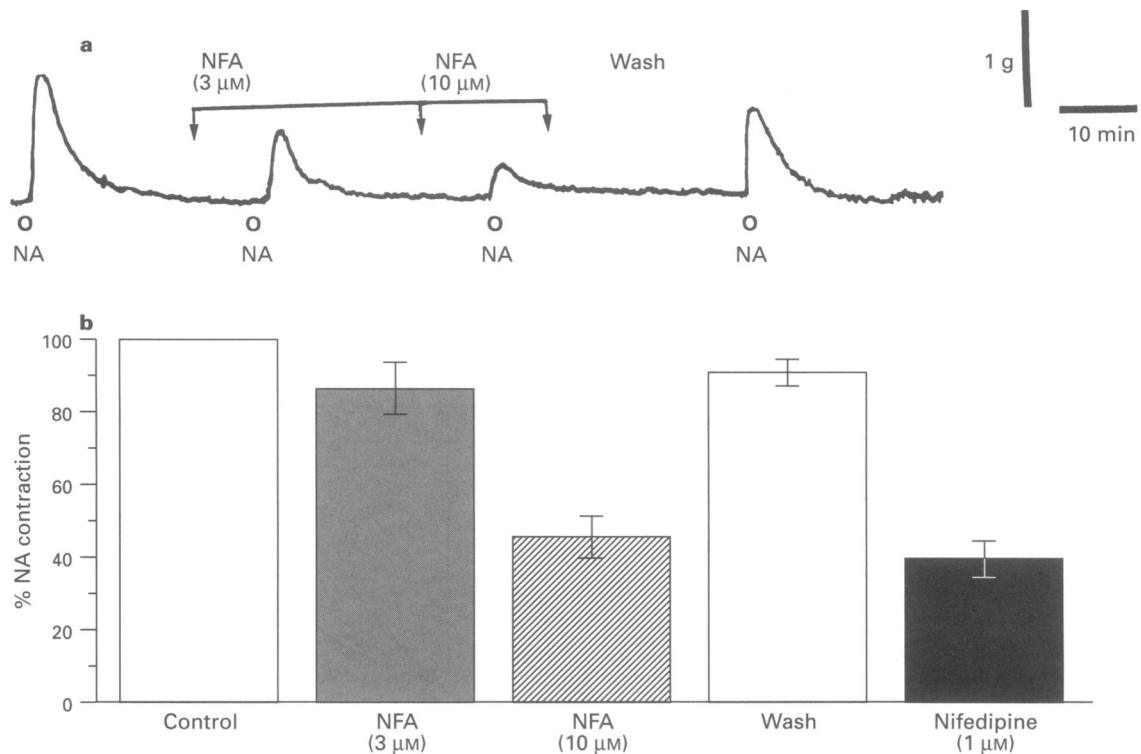 a
NFA
(3 µM)
NFA
(10 µM)
Wash
1 g
10 min
O
O
O
O
NA
NA
NA
NA
b
% NA contraction
100
80
60
40
20
0
Control
NFA
(3 µM)
NFA
(10 µM)
Wash
Nifedipine
(1 µM)